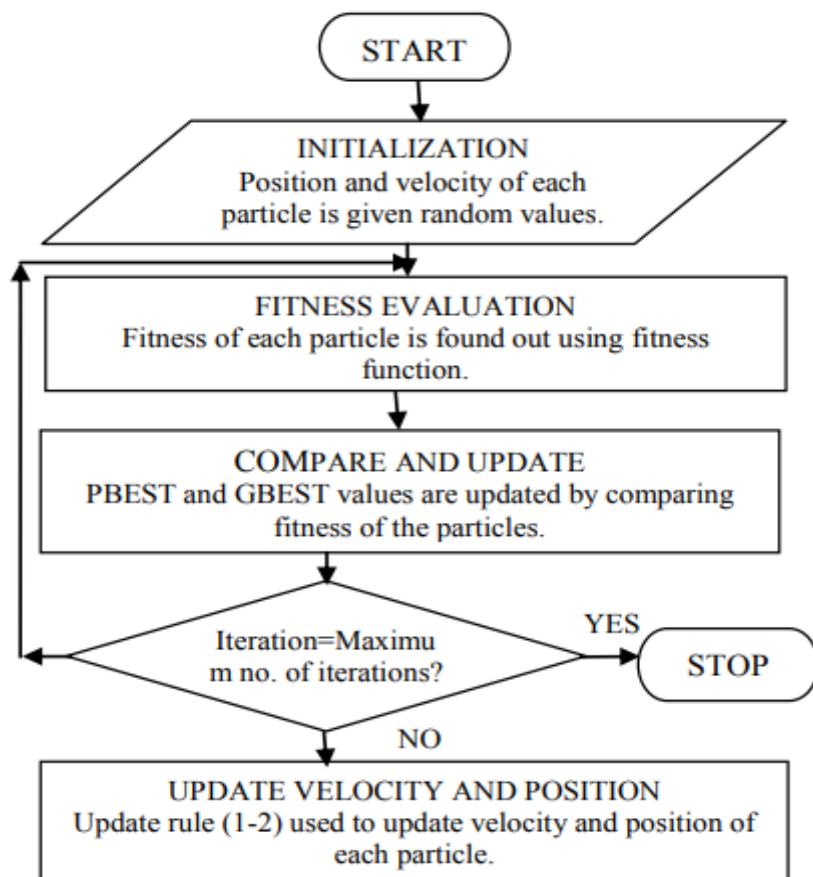 START
INITIALIZATION
Position and velocity of each
particle is given random values.
FITNESS EVALUATION
Fitness of each particle is found out using fitness
function.
COMPARE AND UPDATE
PBEST and GBEST values are updated by comparing
fitness of the particles.
Iteration=Maximu
m no. of iterations?
YES
STOP
NO
UPDATE VELOCITY AND POSITION
Update rule (1-2) used to update velocity and position of
each particle.